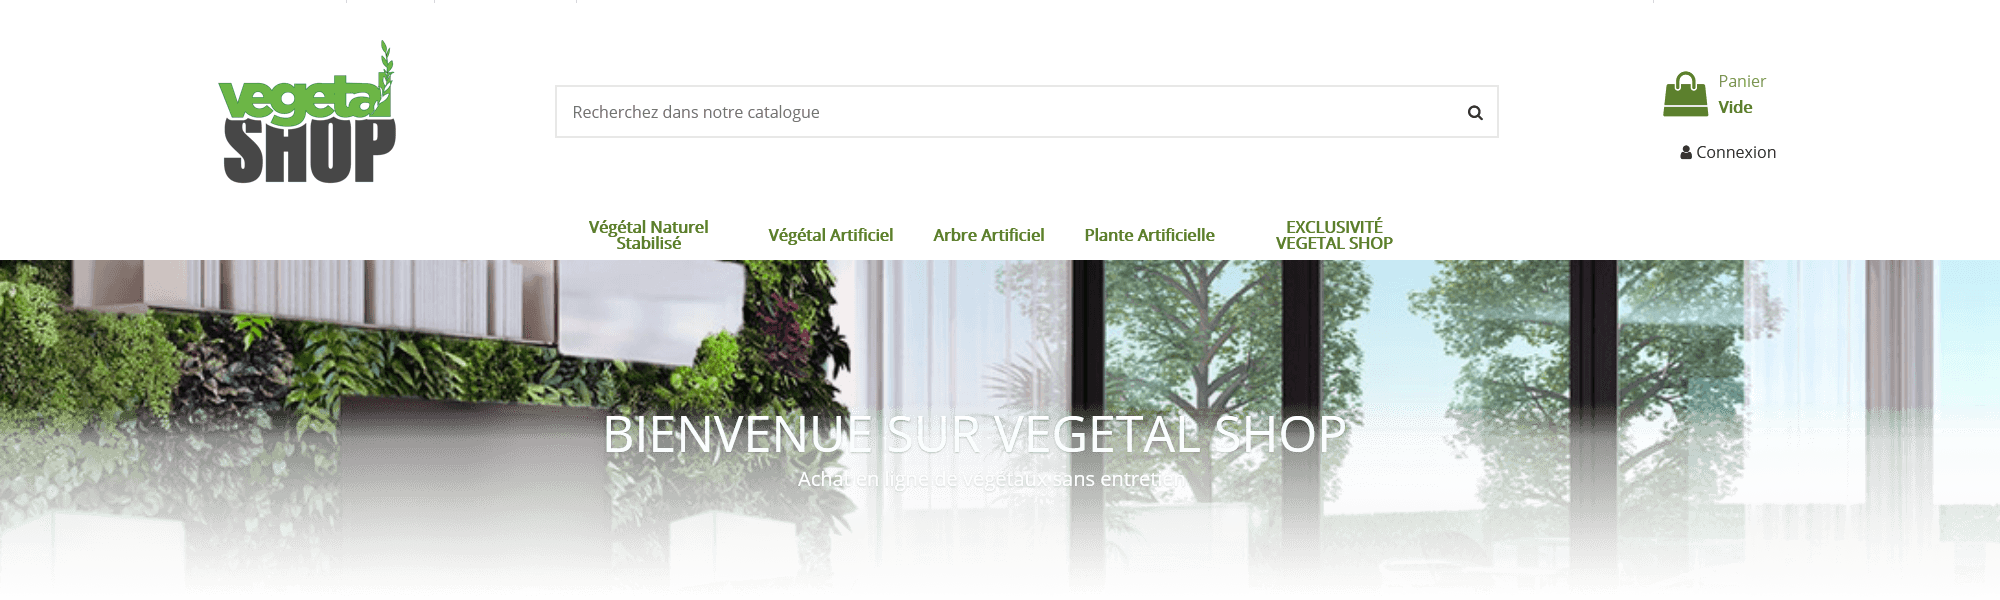 vegetal
SHOP
Recherchez dans notre catalogue
Panier
Vide
Connexion
Végétal Naturel
Stabilisé
Végétal Artificiel
Arbre Artificiel
Plante Artificielle
EXCLUSIVITÉ
VEGETAL SHOP
BIENVENUE SUR VEGETAL SHOP
Achat en ligne de végétaux sans entretien